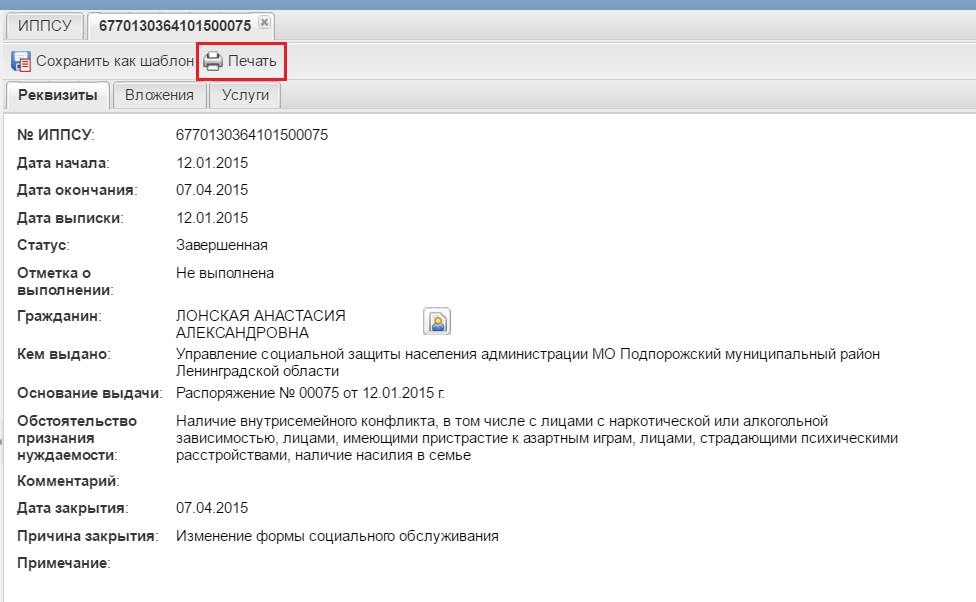 ИППСУ 6770130364101500075
Сохранить как шаблон Печать
Реквизиты Вложения Услуги
№ ИППСУ: 6770130364101500075
Дата начала: 12.01.2015
Дата окончания: 07.04.2015
Дата выписки: 12.01.2015
Статус: Завершенная
Отметка о Не выполнена
выполнении:
Гражданин: ЛОНСКАЯ АНАСТАСИЯ
АЛЕКСАНДРОВНА
Кем выдано: Управление социальной защиты населения администрации МО Подпорожский муниципальный район
Ленинградской области
Основание выдачи: Распоряжение № 00075 от 12.01.2015 г.
Обстоятельство Наличие внутрисемейного конфликта, в том числе с лицами с наркотической или алкогольной
признания зависимостью, лицами, имеющими пристрастие к азартным играм, лицами, страдающими психическими
нуждаемости: расстройствами, наличие насилия в семье
Комментарий:
Дата закрытия: 07.04.2015
Причина закрытия: Изменение формы социального обслуживания
Примечание: